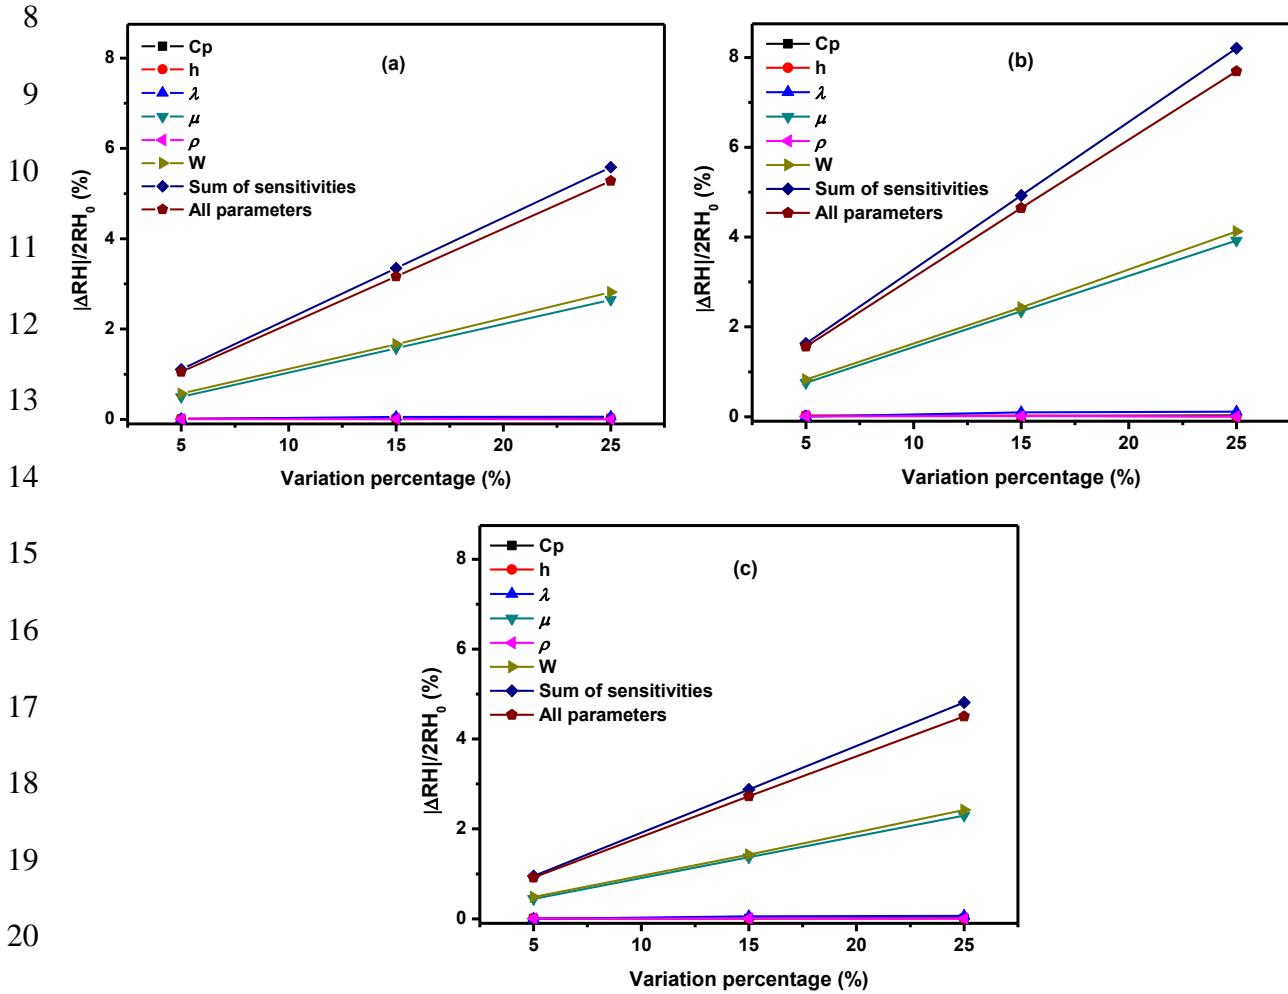 8
9
10
11
12
13
14
15
16
17
18
19
20
Cp
h
λ
μ
ρ
W
Sum of sensitivities
All parameters
(a)
8
6
4
2
0
|ΔRH|/2RH₀ (%)
5 10 15 20 25
Variation percentage (%)
Cp
h
λ
μ
ρ
W
Sum of sensitivities
All parameters
(b)
8
6
4
2
0
|ΔRH|/2RH₀ (%)
5 10 15 20 25
Variation percentage (%)
Cp
h
λ
μ
ρ
W
Sum of sensitivities
All parameters
(c)
8
6
4
2
0
|ΔRH|/2RH₀ (%)
5 10 15 20 25
Variation percentage (%)